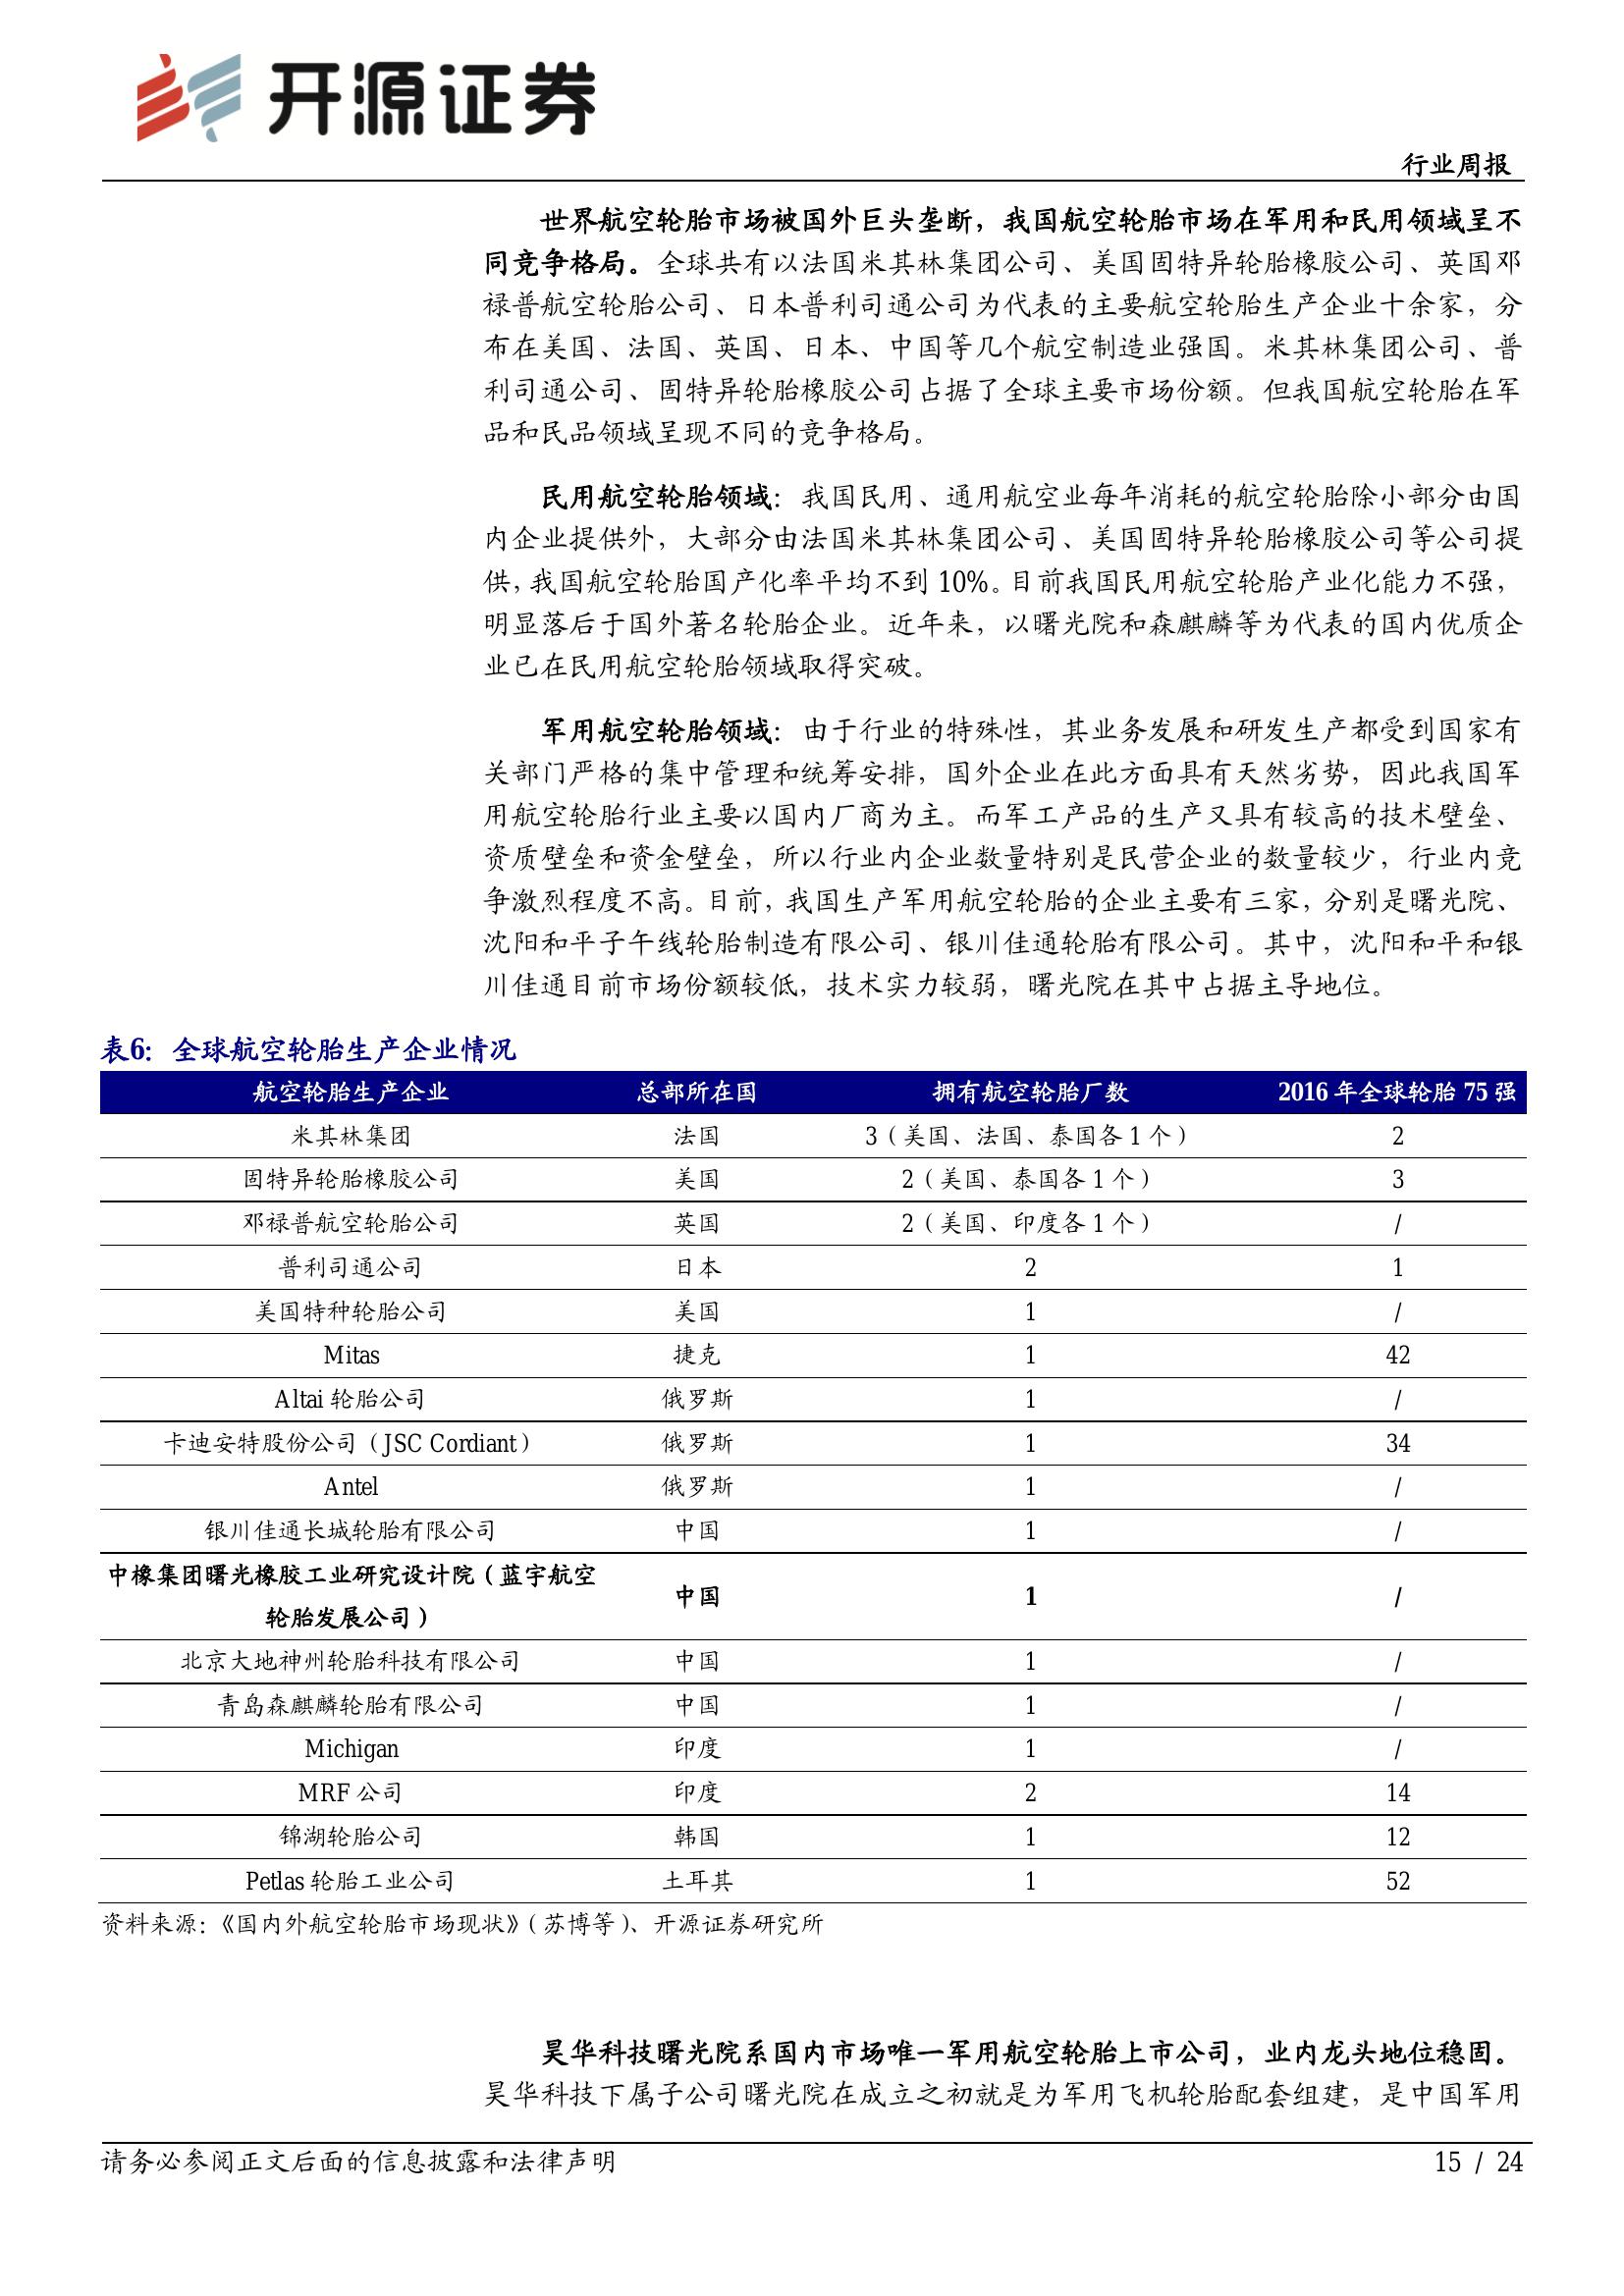 开源证券
行业周报
世界航空轮胎市场被国外巨头垄断，我国航空轮胎市场在军用和民用领域呈不
同竞争格局。全球共有以法国米其林集团公司、美国固特异轮胎橡胶公司、英国邓
禄普航空轮胎公司、日本普利司通公司为代表的主要航空轮胎生产企业十余家，分
布在美国、法国、英国、日本、中国等几个航空制造业强国。米其林集团公司、普
利司通公司、固特异轮胎橡胶公司占据了全球主要市场份额。但我国航空轮胎在军
品和民品领域呈现不同的竞争格局。
民用航空轮胎领域：我国民用、通用航空业每年消耗的航空轮胎除小部分由国
内企业提供外，大部分由法国米其林集团公司、美国固特异轮胎橡胶公司等公司提
供，我国航空轮胎国产化率平均不到 10%。目前我国民用航空轮胎产业化能力不强，
明显落后于国外著名轮胎企业。近年来，以曙光院和森麒麟等为代表的国内优质企
业已在民用航空轮胎领域取得突破。
军用航空轮胎领域：由于行业的特殊性，其业务发展和研发生产都受到国家有
关部门严格的集中管理和统筹安排，国外企业在此方面具有天然劣势，因此我国军
用航空轮胎行业主要以国内厂商为主。而军工产品的生产又具有较高的技术壁垒、
资质壁垒和资金壁垒，所以行业内企业数量特别是民营企业的数量较少，行业内竞
争激烈程度不高。目前，我国生产军用航空轮胎的企业主要有三家，分别是曙光院、
沈阳和平子午线轮胎制造有限公司、银川佳通轮胎有限公司。其中，沈阳和平和银
川佳通目前市场份额较低，技术实力较弱，曙光院在其中占据主导地位。
表6：全球航空轮胎生产企业情况
航空轮胎生产企业 总部所在国 拥有航空轮胎厂数 2016 年全球轮胎 75 强
米其林集团 法国 3（美国、法国、泰国各 1 个） 2
固特异轮胎橡胶公司 美国 2（美国、泰国各 1 个） 3
邓禄普航空轮胎公司 英国 2（美国、印度各 1 个） /
普利司通公司 日本 2 1
美国特种轮胎公司 美国 1 /
Mitas 捷克 1 42
Altai 轮胎公司 俄罗斯 1 /
卡迪安特股份公司（JSC Cordiant） 俄罗斯 1 34
Antel 俄罗斯 1 /
银川佳通长城轮胎有限公司 中国 1 /
中橡集团曙光橡胶工业研究设计院（蓝宇航空
轮胎发展公司） 中国 1 /
北京大地神州轮胎科技有限公司 中国 1 /
青岛森麒麟轮胎有限公司 中国 1 /
Michigan 印度 1 /
MRF 公司 印度 2 14
锦湖轮胎公司 韩国 1 12
Petlas 轮胎工业公司 土耳其 1 52
资料来源：《国内外航空轮胎市场现状》（苏博等）、开源证券研究所
昊华科技曙光院系国内市场唯一军用航空轮胎上市公司，业内龙头地位稳固。
昊华科技下属子公司曙光院在成立之初就是为军用飞机轮胎配套组建，是中国军用
请务必参阅正文后面的信息披露和法律声明 15 / 24